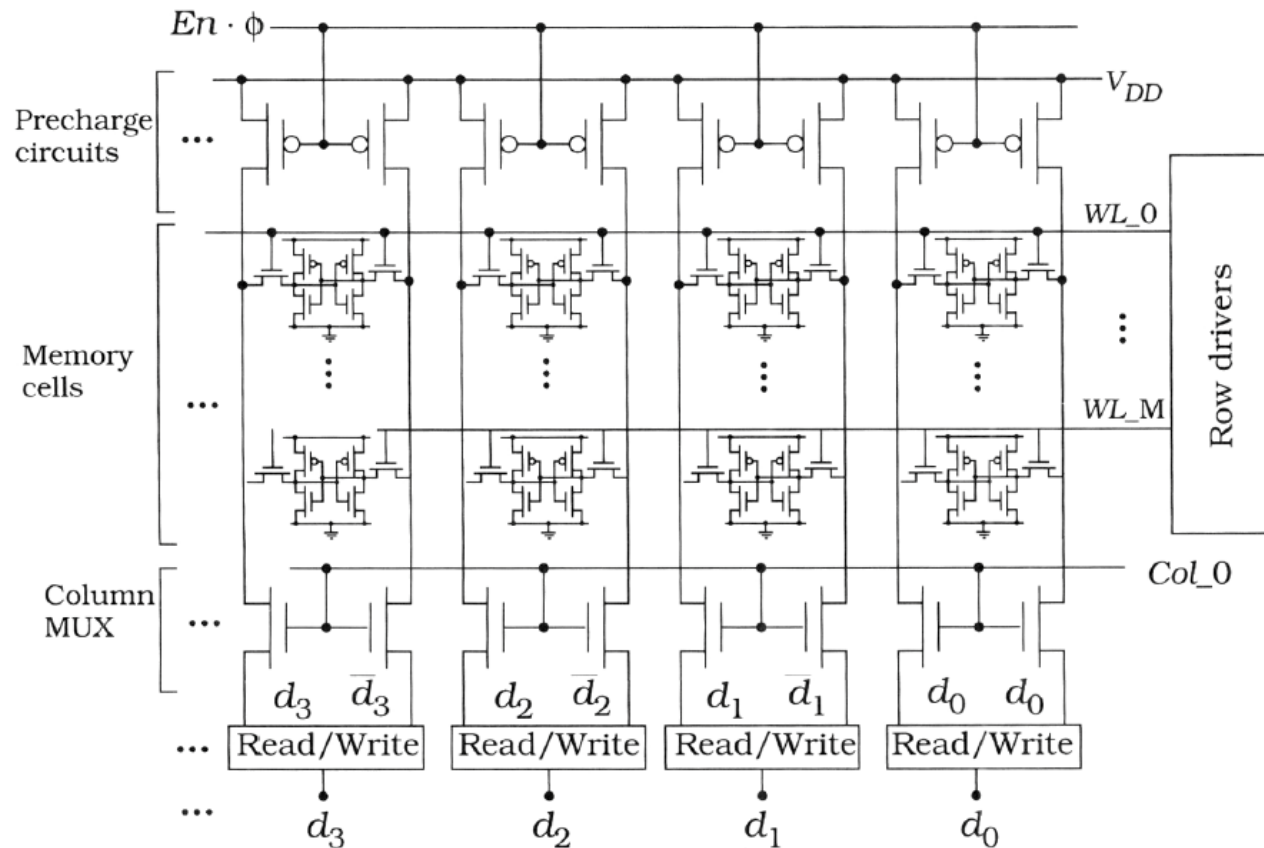 En · ϕ
V_DD
Precharge
circuits
...
WL_0
Memory
cells
...
WL_M
Row drivers
Col_0
Column
MUX
...
d₃ d̅₃ d₂ d̅₂ d₁ d̅₁ d₀ d₀
... Read/Write Read/Write Read/Write Read/Write
... d₃ d₂ d₁ d₀